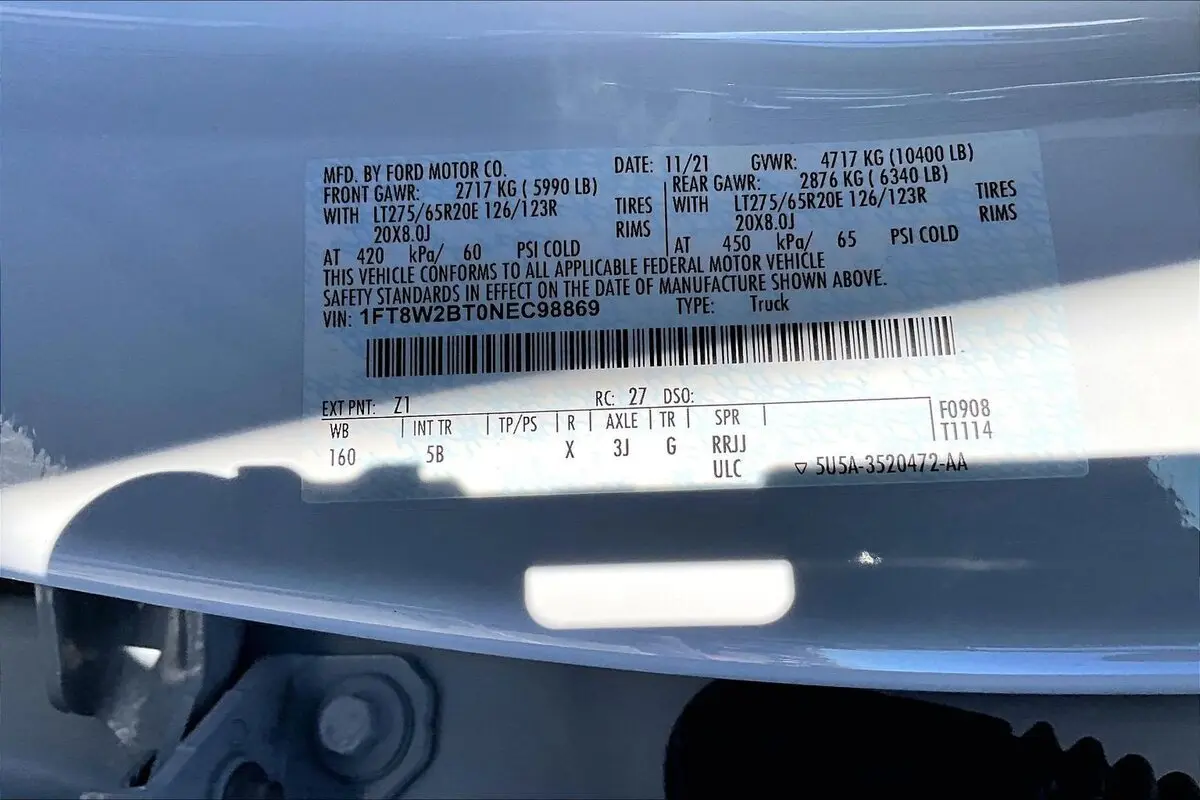 MFD. BY FORD MOTOR CO. DATE: 11/21 GVWR: 4717 KG (10400 LB)
FRONT GAWR: 2717 KG ( 5990 LB) REAR GAWR: 2876 KG ( 6340 LB)
WITH LT275/65R20E 126/123R TIRES WITH LT275/65R20E 126/123R TIRES
20X8.0J RIMS 20X8.0J RIMS
AT 420 kPa/ 60 PSI COLD AT 450 kPa/ 65 PSI COLD
THIS VEHICLE CONFORMS TO ALL APPLICABLE FEDERAL MOTOR VEHICLE
SAFETY STANDARDS IN EFFECT ON THE DATE OF MANUFACTURE SHOWN ABOVE.
VIN: 1FT8W2BT0NEC98869 TYPE: Truck
EXT PNT: Z1 RC: 27 DSO:
WB INT TR TP/PS R AXLE TR SPR F0908
160 5B X 3J G RRJJ T1114
ULC ▽ 5U5A-3520472-AA